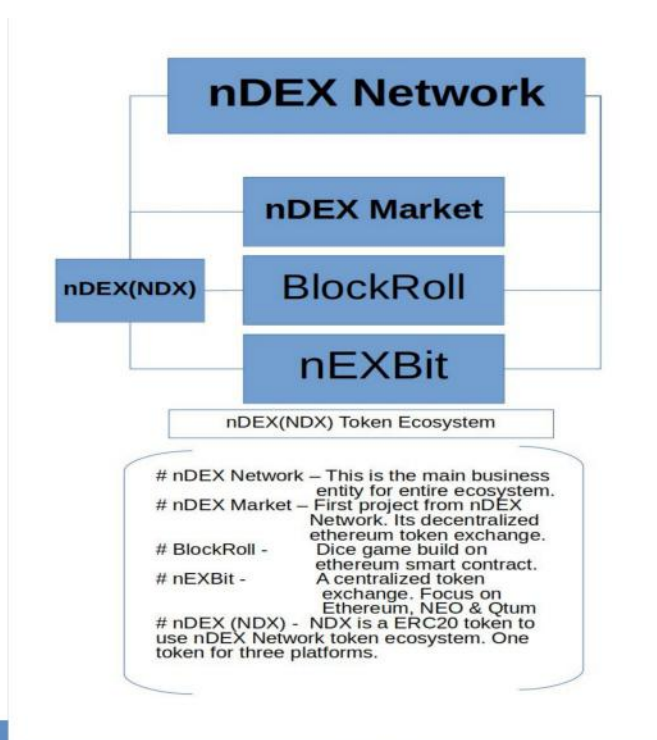 nDEX Network
nDEX Market
nDEX(NDX)
BlockRoll
nEXBit
nDEX(NDX) Token Ecosystem
# nDEX Network – This is the main business
entity for entire ecosystem.
# nDEX Market – First project from nDEX
Network. Its decentralized
ethereum token exchange.
# BlockRoll - Dice game build on
ethereum smart contract.
# nEXBit - A centralized token
exchange. Focus on
Ethereum, NEO & Qtum
# nDEX (NDX) - NDX is a ERC20 token to
use nDEX Network token ecosystem. One
token for three platforms.